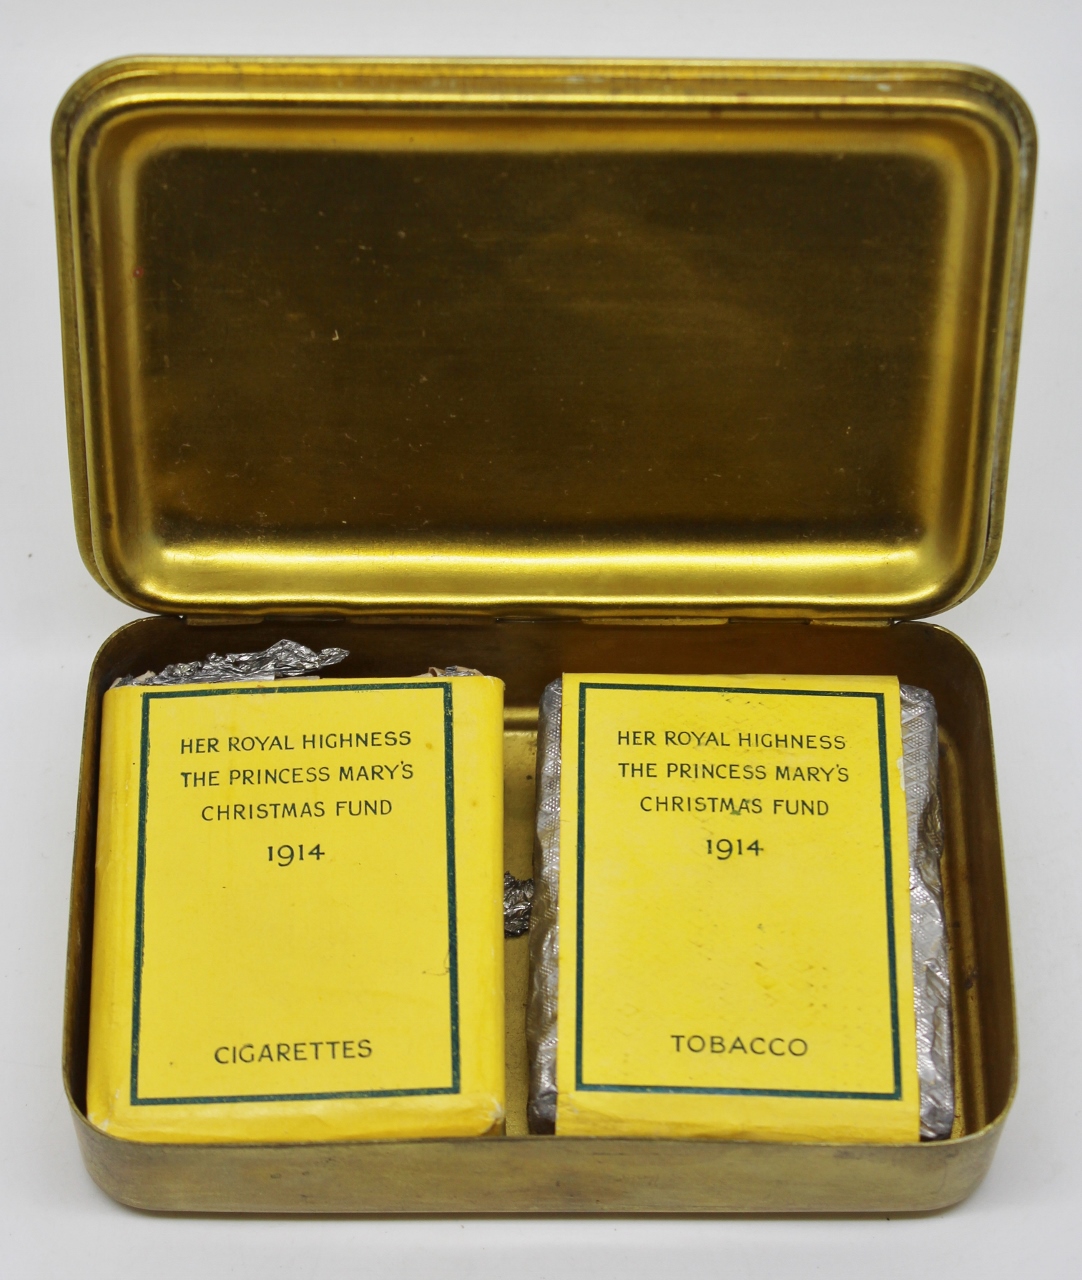 HER ROYAL HIGHNESS
THE PRINCESS MARY'S
CHRISTMAS FUND
1914
CIGARETTES
HER ROYAL HIGHNESS
THE PRINCESS MARY'S
CHRISTMAS FUND
1914
TOBACCO